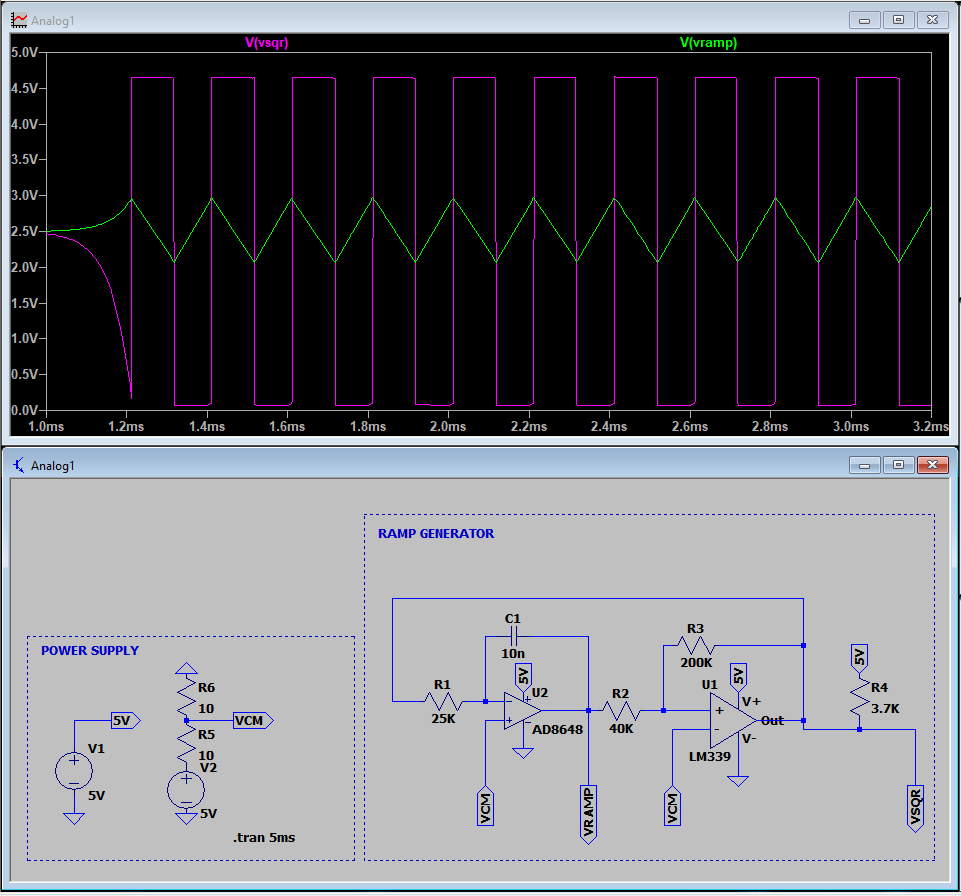 Analog1
V(vsqr) V(vramp)
5.0V
4.5V
4.0V
3.5V
3.0V
2.5V
2.0V
1.5V
1.0V
0.5V
0.0V
1.0ms 1.2ms 1.4ms 1.6ms 1.8ms 2.0ms 2.2ms 2.4ms 2.6ms 2.8ms 3.0ms 3.2ms
Analog1
POWER SUPPLY
5V
V1
5V
R6
10
VCM
R5
10
V2
5V
.tran 5ms
RAMP GENERATOR
R1
25K
C1
10n
5V
U2
AD8648
VCM
VRAMP
R2
40K
R3
200K
5V
U1
V+
Out
V-
LM339
VCM
5V
R4
3.7K
VSQR